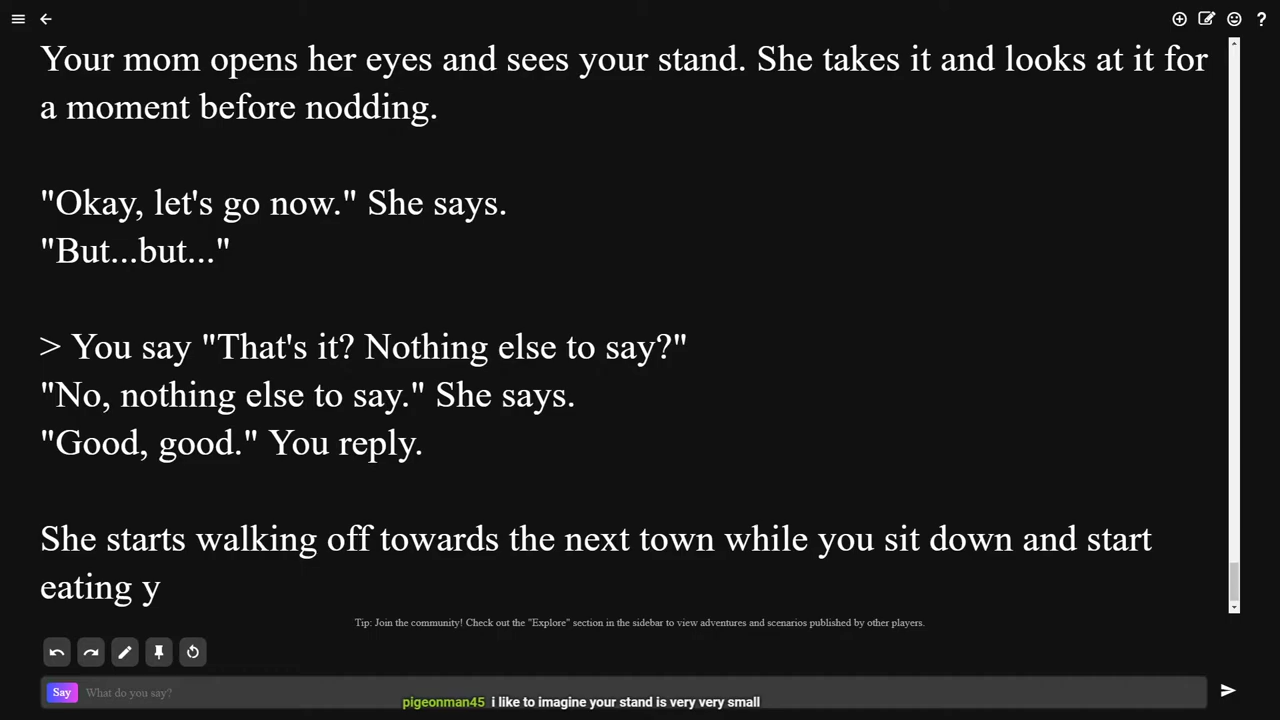 Your mom opens her eyes and sees your stand. She takes it and looks at it for
a moment before nodding.
"Okay, let's go now." She says.
"But...but..."
> You say "That's it? Nothing else to say?"
"No, nothing else to say." She says.
"Good, good." You reply.
She starts walking off towards the next town while you sit down and start
eating y
Tip: Join the community! Check out the "Explore" section in the sidebar to view adventures and scenarios published by other players.
Say What do you say?
pigeonman45 i like to imagine your stand is very very small